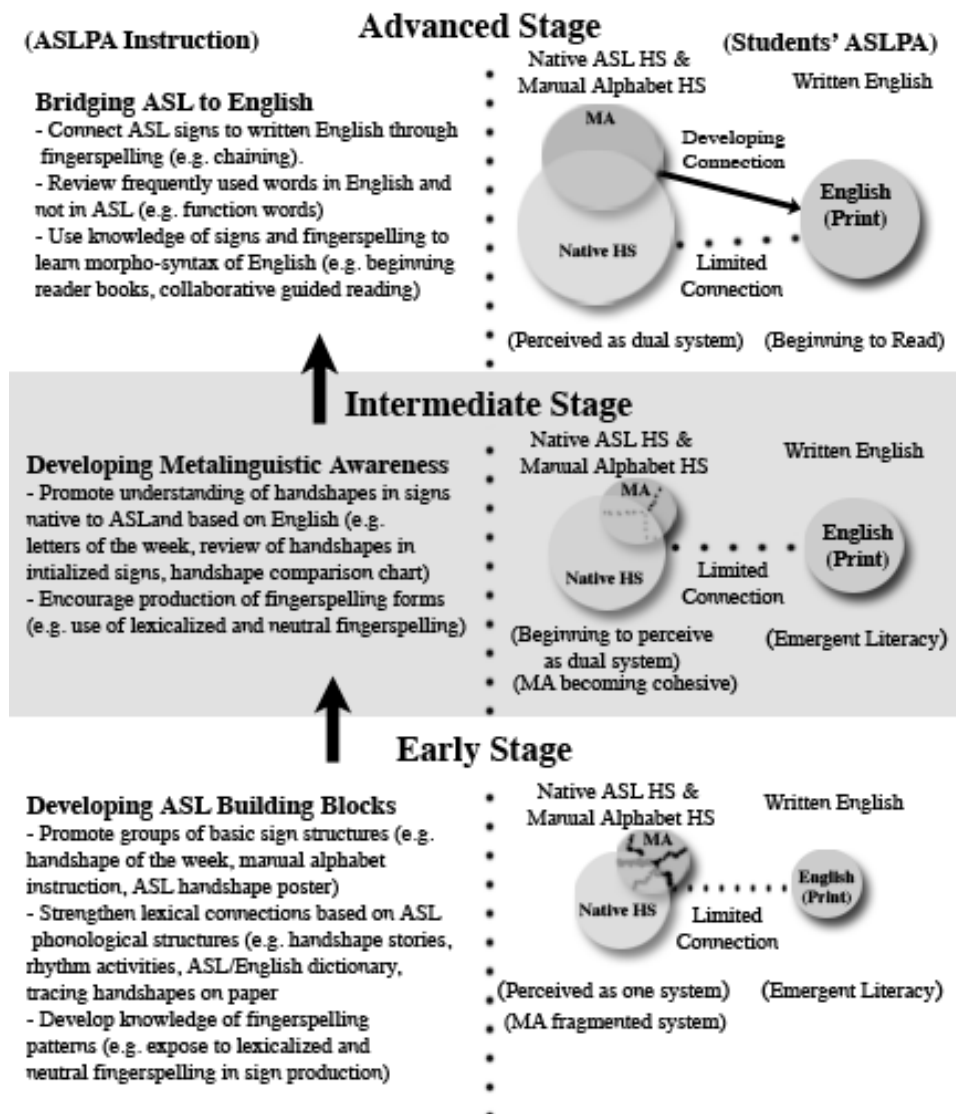 Advanced Stage
(ASLPA Instruction)
(Students' ASLPA)
Bridging ASL to English
- Connect ASL signs to written English through
fingerspelling (e.g. chaining).
- Review frequently used words in English and
not in ASL (e.g. function words)
- Use knowledge of signs and fingerspelling to
learn morpho-syntax of English (e.g. beginning
reader books, collaborative guided reading)
Native ASL HS &
Manual Alphabet HS
Written English
MA
Native HS
Developing
Connection
English
(Print)
Limited
Connection
(Perceived as dual system)
(Beginning to Read)
Intermediate Stage
Developing Metalinguistic Awareness
- Promote understanding of handshapes in signs
native to ASLand based on English (e.g.
letters of the week, review of handshapes in
intialized signs, handshape comparison chart)
- Encourage production of fingerspelling forms
(e.g. use of lexicalized and neutral fingerspelling)
Native ASL HS &
Manual Alphabet HS
Written English
MA
Native HS
Limited
Connection
English
(Print)
(Beginning to perceive
as dual system)
(MA becoming cohesive)
(Emergent Literacy)
Early Stage
Developing ASL Building Blocks
- Promote groups of basic sign structures (e.g.
handshape of the week, manual alphabet
instruction, ASL handshape poster)
- Strengthen lexical connections based on ASL
phonological structures (e.g. handshape stories,
rhythm activities, ASL/English dictionary,
tracing handshapes on paper
- Develop knowledge of fingerspelling
patterns (e.g. expose to lexicalized and
neutral fingerspelling in sign production)
Native ASL HS &
Manual Alphabet HS
Written English
MA
Native HS
Limited
Connection
English
(Print)
(Perceived as one system)
(MA fragmented system)
(Emergent Literacy)